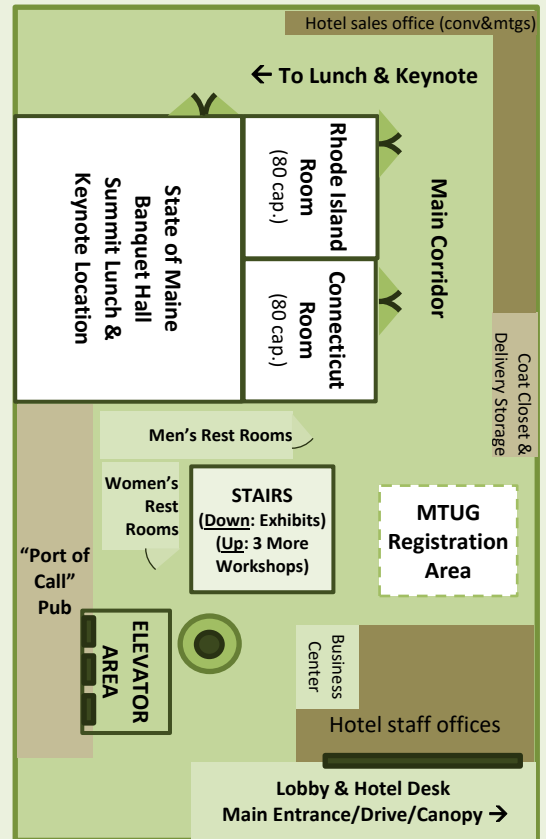 Hotel sales office (conv&mtgs)
← To Lunch & Keynote
State of Maine
Banquet Hall
Summit Lunch &
Keynote Location
Rhode Island
Room
(80 cap.)
Main Corridor
Connecticut
Room
(80 cap.)
Coat Closet &
Delivery Storage
Men's Rest Rooms
Women's
Rest
Rooms
STAIRS
(Down: Exhibits)
(Up: 3 More
Workshops)
MTUG
Registration
Area
“Port of
Call”
Pub
ELEVATOR
AREA
Business
Center
Hotel staff offices
Lobby & Hotel Desk
Main Entrance/Drive/Canopy →